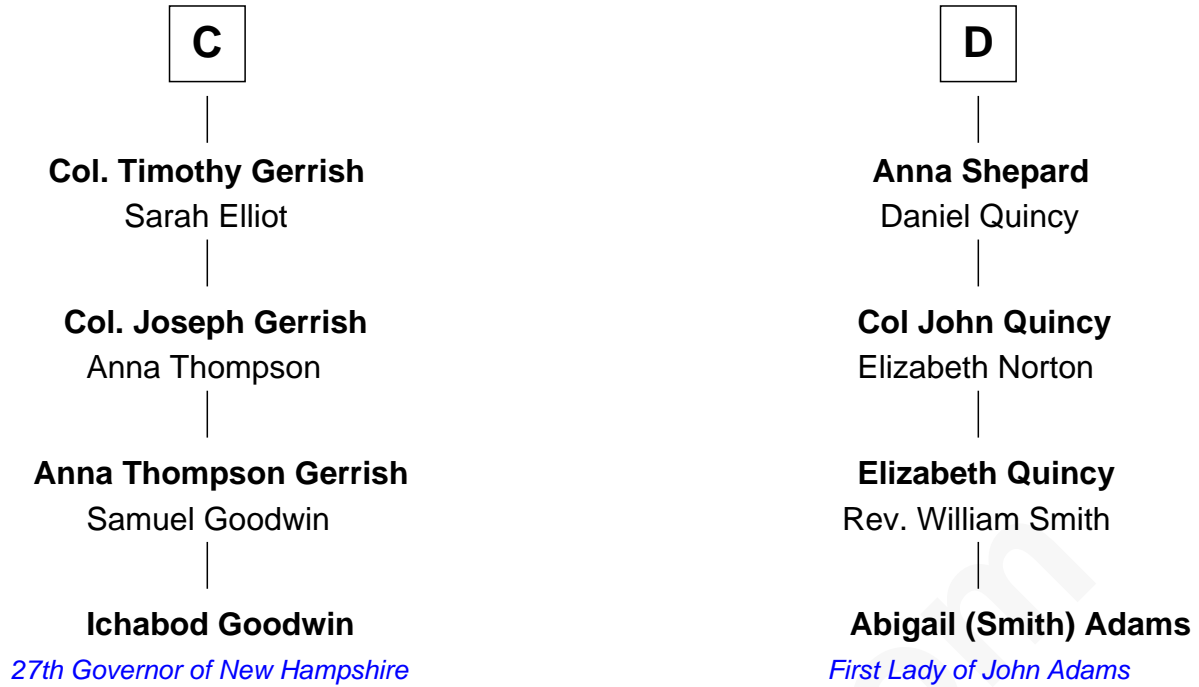 C
Col. Timothy Gerrish
Sarah Elliot
Col. Joseph Gerrish
Anna Thompson
Anna Thompson Gerrish
Samuel Goodwin
Ichabod Goodwin
27th Governor of New Hampshire
D
Anna Shepard
Daniel Quincy
Col John Quincy
Elizabeth Norton
Elizabeth Quincy
Rev. William Smith
Abigail (Smith) Adams
First Lady of John Adams